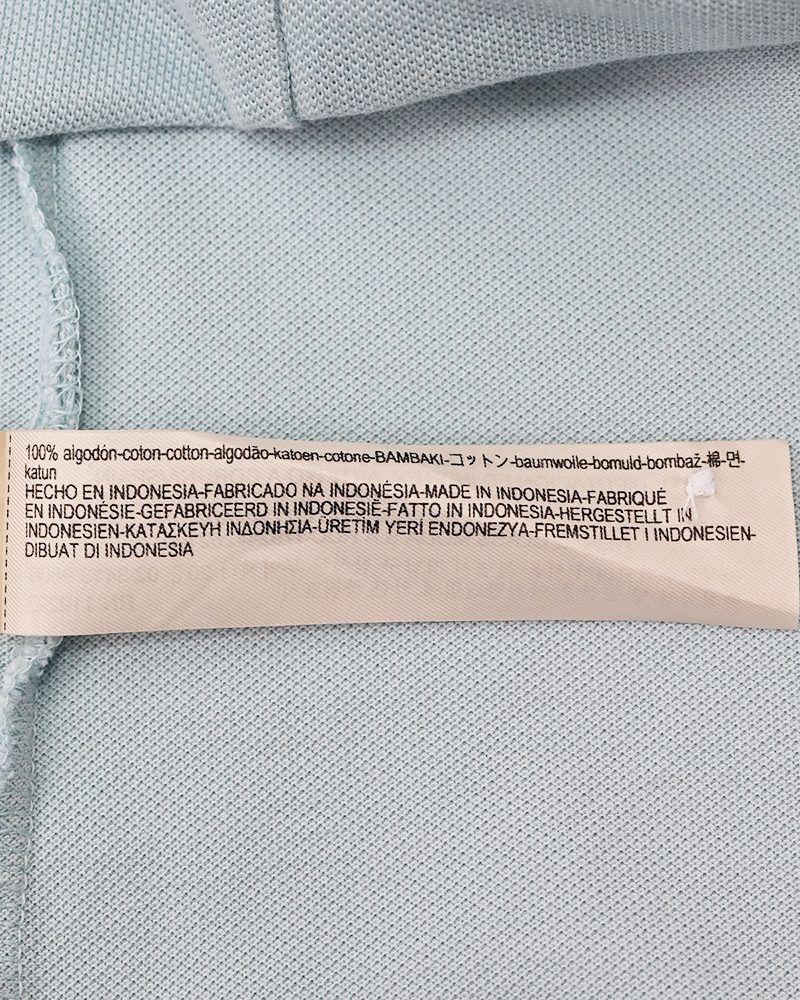 100% algodón-coton-cotton-algodão-katoen-cotone-BAMBAKI-コットン-baumwolle-bomuld-bombaž-棉-면-
katun
HECHO EN INDONESIA-FABRICADO NA INDONÉSIA-MADE IN INDONESIA-FABRIQUÉ
EN INDONÉSIE-GEFABRICEERD IN INDONESIË-FATTO IN INDONESIA-HERGESTELLT IN
INDONESIEN-ΚΑΤΑΣΚΕΥΗ ΙΝΔΟΝΗΣΙΑ-ÜRETİM YERİ ENDONEZYA-FREMSTILLET I INDONESIEN-
DIBUAT DI INDONESIA